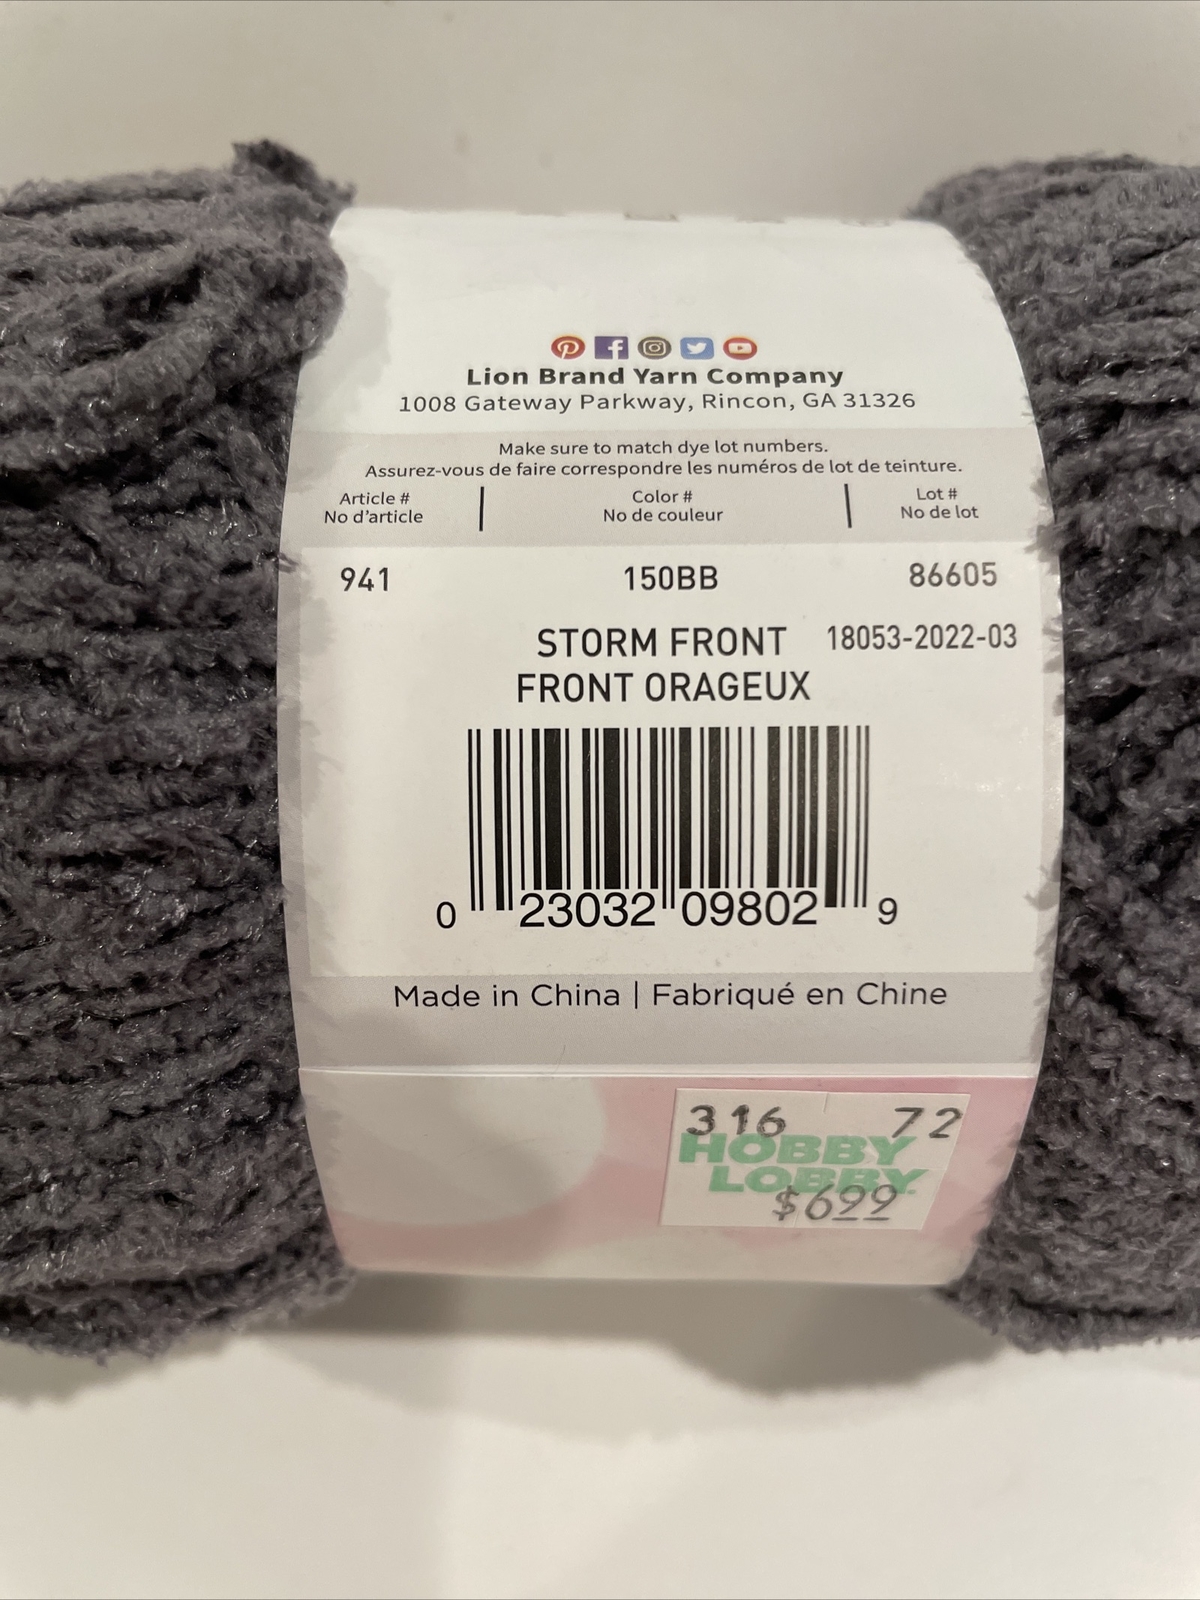 Lion Brand Yarn Company
1008 Gateway Parkway, Rincon, GA 31326
Make sure to match dye lot numbers.
Assurez-vous de faire correspondre les numéros de lot de teinture.
Article # Color # Lot #
No d'article No de couleur No de lot
941 150BB 86605
STORM FRONT 18053-2022-03
FRONT ORAGEUX
0 23032 09802 9
Made in China | Fabriqué en Chine
316 72
HOBBY
LOBBY
$699